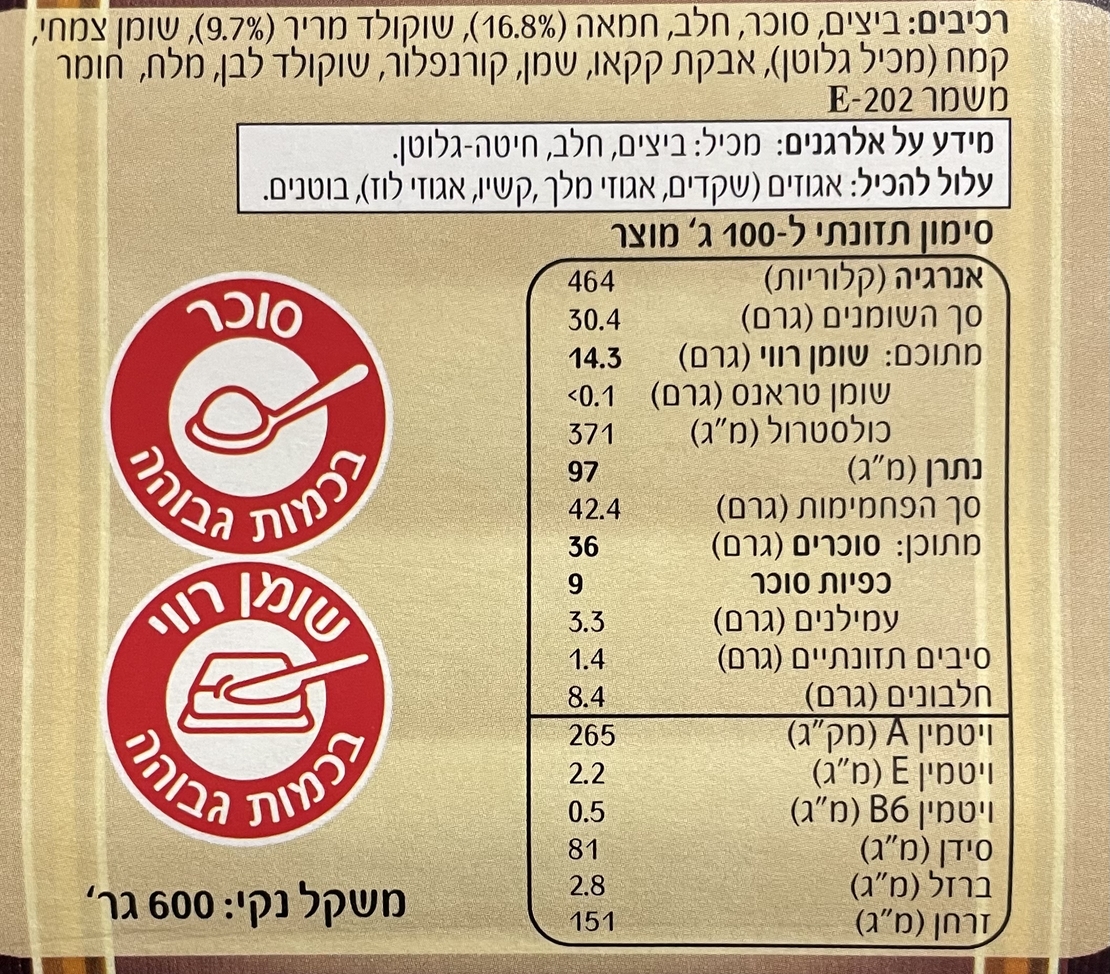 רכיבים: ביצים, סוכר, חלב, חמאה (16.8%), שוקולד מריר (9.7%), שומן צמחי,
קמח (מכיל גלוטן), אבקת קקאו, שמן, קורנפלור, שוקולד לבן, מלח, חומר
משמר E-202
מידע על אלרגנים: מכיל: ביצים, חלב, חיטה-גלוטן.
עלול להכיל: אגוזים (שקדים, אגוזי מלך ,קשיו, אגוזי לוז), בוטנים.
סימון תזונתי ל-100 ג' מוצר
אנרגיה (קלוריות) 464
סך השומנים (גרם) 30.4
מתוכם: שומן רווי (גרם) 14.3
שומן טראנס (גרם) <0.1
כולסטרול (מ"ג) 371
נתרן (מ"ג) 97
סך הפחמימות (גרם) 42.4
מתוכן: סוכרים (גרם) 36
כפיות סוכר 9
עמילנים (גרם) 3.3
סיבים תזונתיים (גרם) 1.4
חלבונים (גרם) 8.4
ויטמין A (מק"ג) 265
ויטמין E (מ"ג) 2.2
ויטמין B6 (מ"ג) 0.5
סידן (מ"ג) 81
ברזל (מ"ג) 2.8
זרחן (מ"ג) 151
סוכר
בכמות גבוהה
שומן רווי
בכמות גבוהה
משקל נקי: 600 גר'